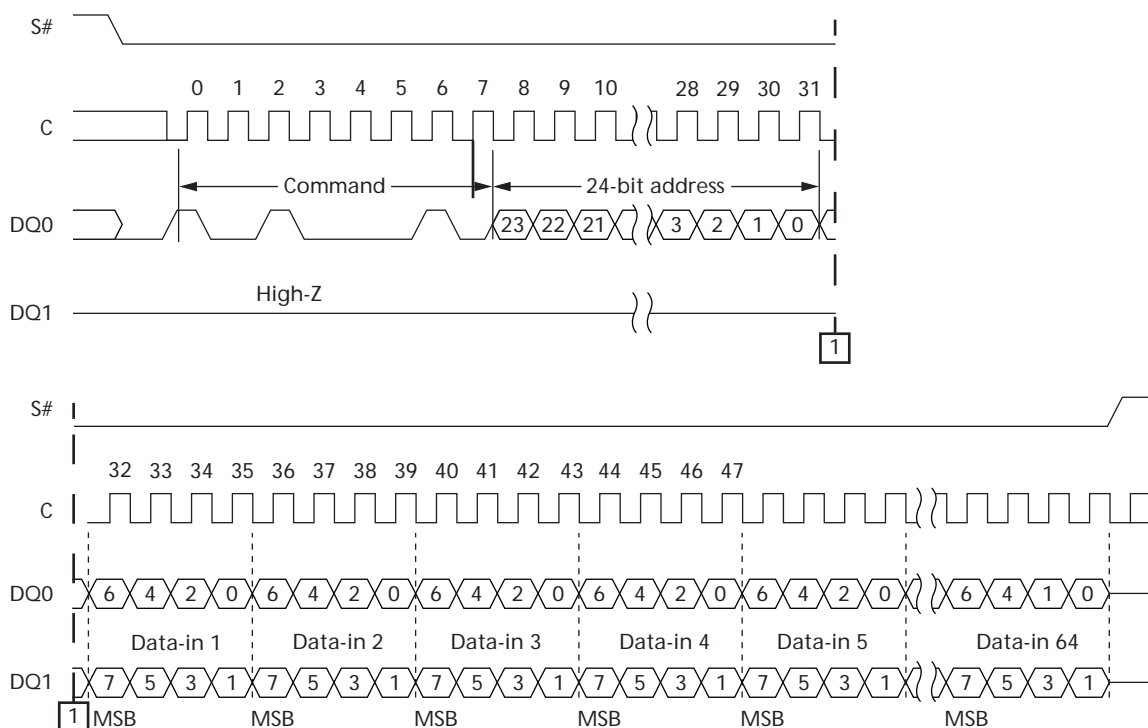 S#
0 1 2 3 4 5 6 7 8 9 10 28 29 30 31
C
Command 24-bit address
DQ0 23 22 21 3 2 1 0
High-Z
DQ1
1
S#
32 33 34 35 36 37 38 39 40 41 42 43 44 45 46 47
C
DQ0 6 4 2 0 6 4 2 0 6 4 2 0 6 4 2 0 6 4 2 0 6 4 1 0
Data-in 1 Data-in 2 Data-in 3 Data-in 4 Data-in 5 Data-in 64
DQ1 7 5 3 1 7 5 3 1 7 5 3 1 7 5 3 1 7 5 3 1 7 5 3 1
1 MSB MSB MSB MSB MSB MSB